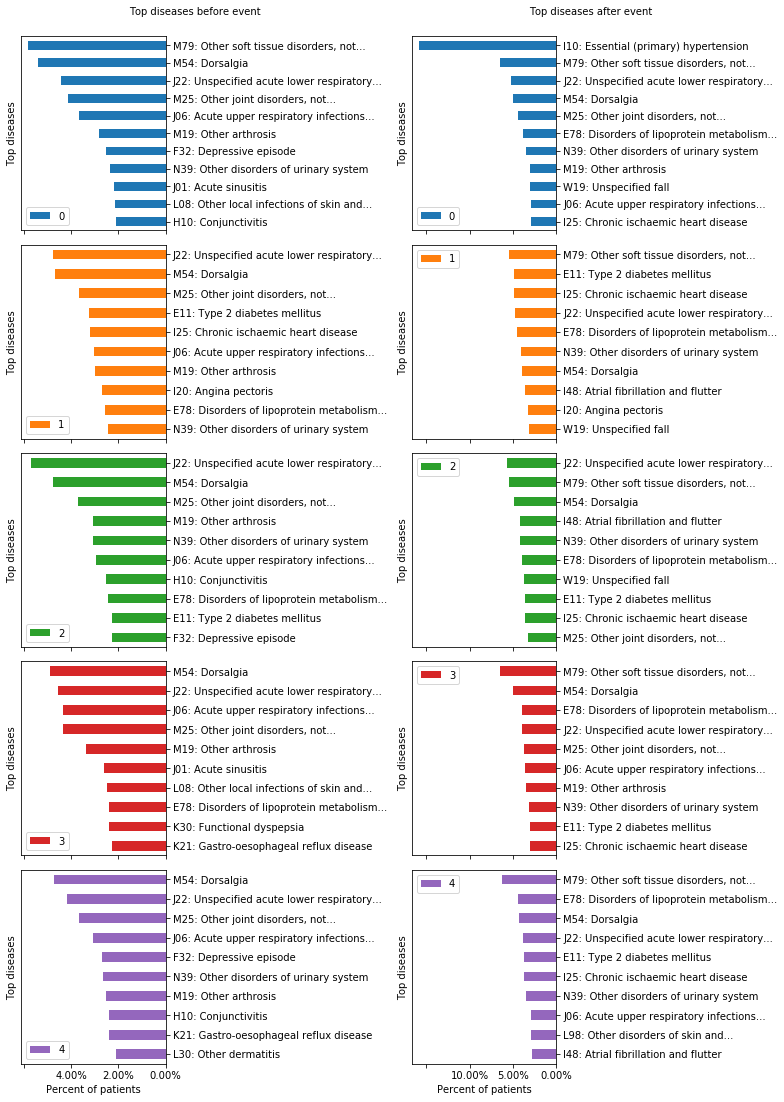 Top diseases before event
Top diseases
M79: Other soft tissue disorders, not...
M54: Dorsalgia
J22: Unspecified acute lower respiratory...
M25: Other joint disorders, not...
J06: Acute upper respiratory infections...
M19: Other arthrosis
F32: Depressive episode
N39: Other disorders of urinary system
J01: Acute sinusitis
L08: Other local infections of skin and...
H10: Conjunctivitis
0
Top diseases
J22: Unspecified acute lower respiratory...
M54: Dorsalgia
M25: Other joint disorders, not...
E11: Type 2 diabetes mellitus
I25: Chronic ischaemic heart disease
J06: Acute upper respiratory infections...
M19: Other arthrosis
I20: Angina pectoris
E78: Disorders of lipoprotein metabolism...
N39: Other disorders of urinary system
1
Top diseases
J22: Unspecified acute lower respiratory...
M54: Dorsalgia
M25: Other joint disorders, not...
M19: Other arthrosis
N39: Other disorders of urinary system
J06: Acute upper respiratory infections...
H10: Conjunctivitis
E78: Disorders of lipoprotein metabolism...
E11: Type 2 diabetes mellitus
F32: Depressive episode
2
Top diseases
M54: Dorsalgia
J22: Unspecified acute lower respiratory...
J06: Acute upper respiratory infections...
M25: Other joint disorders, not...
M19: Other arthrosis
J01: Acute sinusitis
L08: Other local infections of skin and...
E78: Disorders of lipoprotein metabolism...
K30: Functional dyspepsia
K21: Gastro-oesophageal reflux disease
3
Top diseases
M54: Dorsalgia
J22: Unspecified acute lower respiratory...
M25: Other joint disorders, not...
J06: Acute upper respiratory infections...
F32: Depressive episode
N39: Other disorders of urinary system
M19: Other arthrosis
H10: Conjunctivitis
K21: Gastro-oesophageal reflux disease
L30: Other dermatitis
4
4.00% 2.00% 0.00%
Percent of patients
Top diseases after event
Top diseases
I10: Essential (primary) hypertension
M79: Other soft tissue disorders, not...
J22: Unspecified acute lower respiratory...
M54: Dorsalgia
M25: Other joint disorders, not...
E78: Disorders of lipoprotein metabolism...
N39: Other disorders of urinary system
M19: Other arthrosis
W19: Unspecified fall
J06: Acute upper respiratory infections...
I25: Chronic ischaemic heart disease
0
Top diseases
1
M79: Other soft tissue disorders, not...
E11: Type 2 diabetes mellitus
I25: Chronic ischaemic heart disease
J22: Unspecified acute lower respiratory...
E78: Disorders of lipoprotein metabolism...
N39: Other disorders of urinary system
M54: Dorsalgia
I48: Atrial fibrillation and flutter
I20: Angina pectoris
W19: Unspecified fall
Top diseases
2
J22: Unspecified acute lower respiratory...
M79: Other soft tissue disorders, not...
M54: Dorsalgia
I48: Atrial fibrillation and flutter
N39: Other disorders of urinary system
E78: Disorders of lipoprotein metabolism...
W19: Unspecified fall
E11: Type 2 diabetes mellitus
I25: Chronic ischaemic heart disease
M25: Other joint disorders, not...
Top diseases
3
M79: Other soft tissue disorders, not...
M54: Dorsalgia
E78: Disorders of lipoprotein metabolism...
J22: Unspecified acute lower respiratory...
M25: Other joint disorders, not...
J06: Acute upper respiratory infections...
M19: Other arthrosis
N39: Other disorders of urinary system
E11: Type 2 diabetes mellitus
I25: Chronic ischaemic heart disease
Top diseases
4
M79: Other soft tissue disorders, not...
E78: Disorders of lipoprotein metabolism...
M54: Dorsalgia
J22: Unspecified acute lower respiratory...
E11: Type 2 diabetes mellitus
I25: Chronic ischaemic heart disease
N39: Other disorders of urinary system
J06: Acute upper respiratory infections...
L98: Other disorders of skin and...
I48: Atrial fibrillation and flutter
10.00% 5.00% 0.00%
Percent of patients